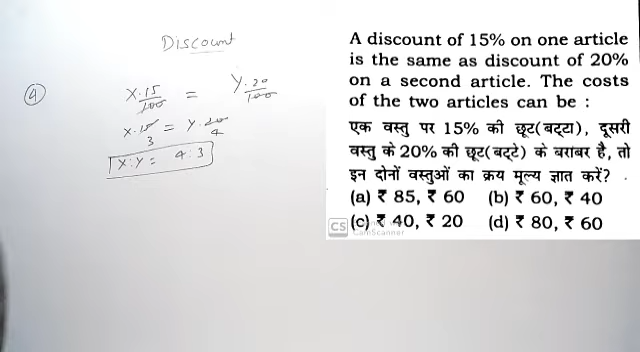 Discount
4
X·15/100 = Y·20/100
X·15 = Y·20
3 4
X:Y = 4:3
A discount of 15% on one article
is the same as discount of 20%
on a second article. The costs
of the two articles can be :
एक वस्तु पर 15% की छूट(बट्टा), दूसरी
वस्तु के 20% की छूट(बट्टे) के बराबर है, तो
इन दोनों वस्तुओं का क्रय मूल्य ज्ञात करें?
(a) ₹ 85, ₹ 60 (b) ₹ 60, ₹ 40
(c) ₹ 40, ₹ 20 (d) ₹ 80, ₹ 60
CS CamScanner